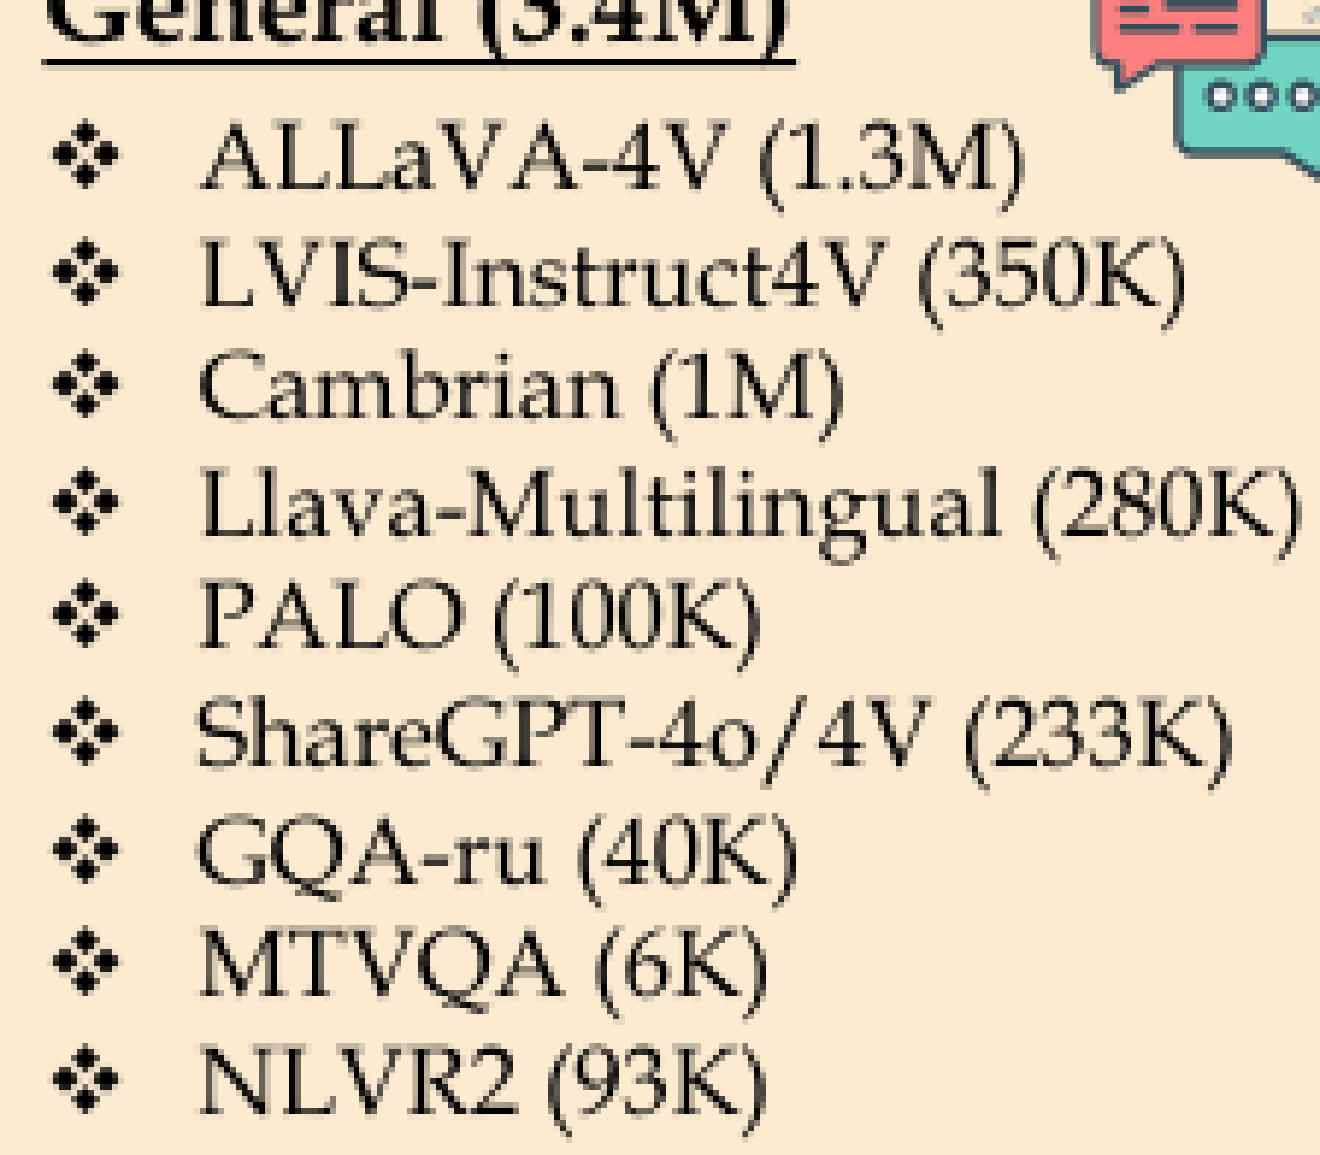 General (3.4M)
❖ ALLaVA-4V (1.3M)
❖ LVIS-Instruct4V (350K)
❖ Cambrian (1M)
❖ Llava-Multilingual (280K)
❖ PALO (100K)
❖ ShareGPT-4o/4V (233K)
❖ GQA-ru (40K)
❖ MTVQA (6K)
❖ NLVR2 (93K)